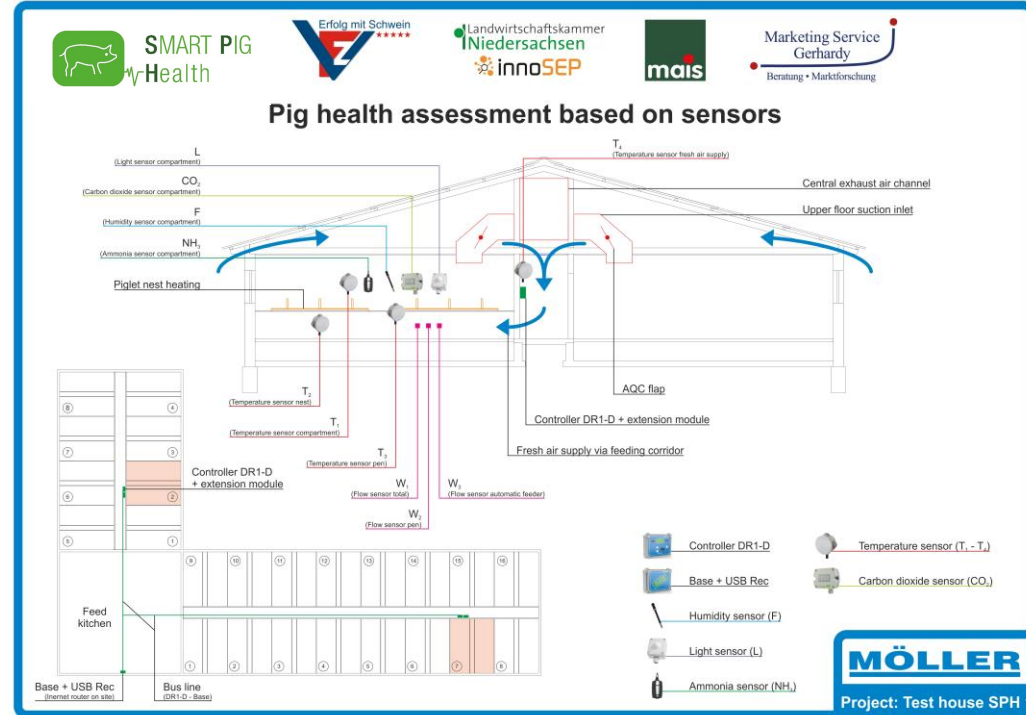 SMART PIG
Health
Erfolg mit Schwein
VZ
Landwirtschaftskammer
Niedersachsen
innoSEP
mais
Marketing Service
Gerhardy
Beratung • Marktforschung
Pig health assessment based on sensors
L
(Light sensor compartment)
CO₂
(Carbon dioxide sensor compartment)
F
(Humidity sensor compartment)
NH₃
(Ammonia sensor compartment)
Piglet nest heating
T₄
(Temperature sensor fresh air supply)
Central exhaust air channel
Upper floor suction inlet
T₂
(Temperature sensor nest)
T₁
(Temperature sensor compartment)
T₃
(Temperature sensor pen)
W₁
(Flow sensor total)
W₂
(Flow sensor pen)
W₃
(Flow sensor automatic feeder)
AQC flap
Controller DR1-D + extension module
Fresh air supply via feeding corridor
8
4
7
3
6
2
5
1
Controller DR1-D
+ extension module
9
10
11
12
13
14
15
16
Feed
kitchen
1
2
3
4
5
6
7
8
Base + USB Rec
(Inernet router on site)
Bus line
(DR1-D - Base)
Controller DR1-D
Base + USB Rec
Humidity sensor (F)
Light sensor (L)
Ammonia sensor (NH₃)
Temperature sensor (T₁ - T₄)
Carbon dioxide sensor (CO₂)
MÖLLER
Project: Test house SPH